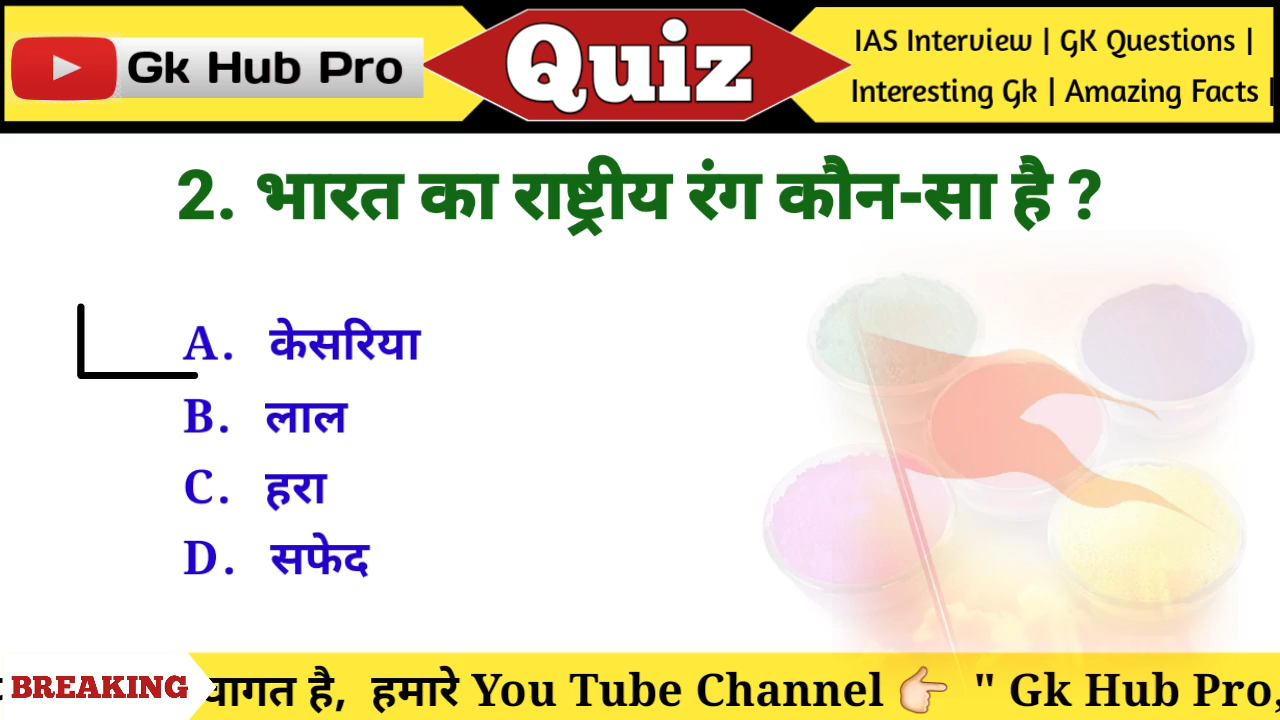 Gk Hub Pro
Quiz
IAS Interview | GK Questions |
Interesting Gk | Amazing Facts |
2. भारत का राष्ट्रीय रंग कौन-सा है ?
A. केसरिया
B. लाल
C. हरा
D. सफेद
BREAKING
वागत है, हमारे You Tube Channel 👉 " Gk Hub Pro,